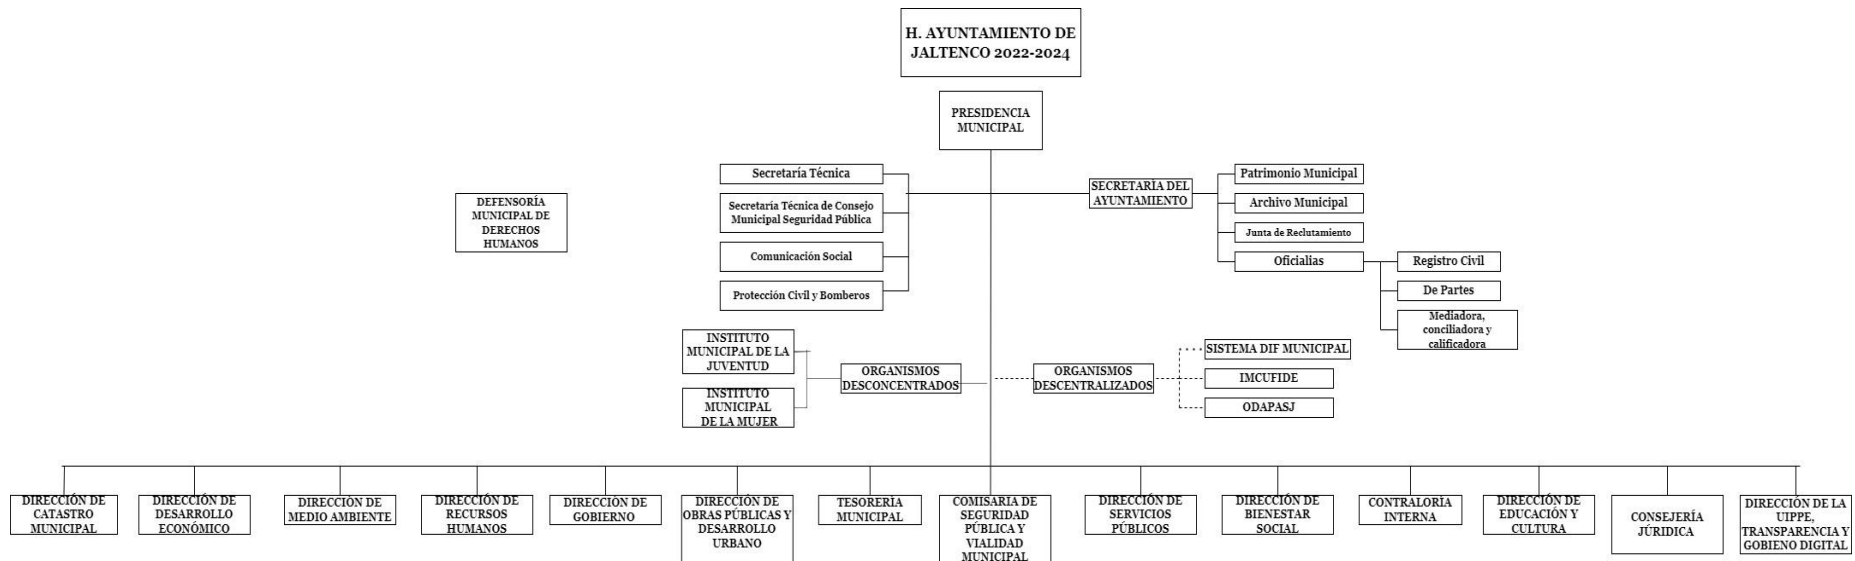 H. AYUNTAMIENTO DE
JALTENCO 2022-2024
PRESIDENCIA
MUNICIPAL
DEFENSORÍA
MUNICIPAL DE
DERECHOS
HUMANOS
Secretaría Técnica
Secretaría Técnica de Consejo
Municipal Seguridad Pública
Comunicación Social
Protección Civil y Bomberos
SECRETARÍA DEL
AYUNTAMIENTO
Patrimonio Municipal
Archivo Municipal
Junta de Reclutamiento
Oficialias
Registro Civil
De Partes
Mediadora,
conciliadora y
calificadora
INSTITUTO
MUNICIPAL DE LA
JUVENTUD
INSTITUTO
MUNICIPAL
DE LA MUJER
ORGANISMOS
DESCONCENTRADOS
ORGANISMOS
DESCENTRALIZADOS
SISTEMA DIF MUNICIPAL
IMCUFIDE
ODAPASJ
DIRECCIÓN DE
CATASTRO
MUNICIPAL
DIRECCIÓN DE
DESARROLLO
ECONÓMICO
DIRECCIÓN DE
MEDIO AMBIENTE
DIRECCIÓN DE
RECURSOS
HUMANOS
DIRECCIÓN DE
GOBIERNO
DIRECCIÓN DE
OBRAS PÚBLICAS Y
DESARROLLO
URBANO
TESORERÍA
MUNICIPAL
COMISARIA DE
SEGURIDAD
PÚBLICA Y
VIALIDAD
MUNICIPAL
DIRECCIÓN DE
SERVICIOS
PÚBLICOS
DIRECCIÓN DE
BIENESTAR
SOCIAL
CONTRALORÍA
INTERNA
DIRECCIÓN DE
EDUCACIÓN Y
CULTURA
CONSEJERÍA
JÚRIDICA
DIRECCIÓN DE LA
UIPPE,
TRANSPARENCIA Y
GOBIENO DIGITAL